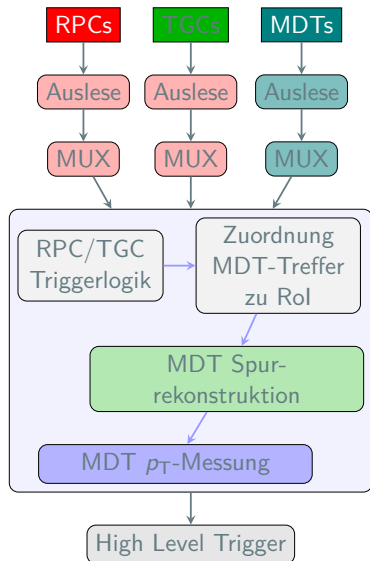 RPCs TGCs MDTs
Auslese Auslese Auslese
MUX MUX MUX
RPC/TGC
Triggerlogik
Zuordnung
MDT-Treffer
zu RoI
MDT Spur-
rekonstruktion
MDT pT-Messung
High Level Trigger